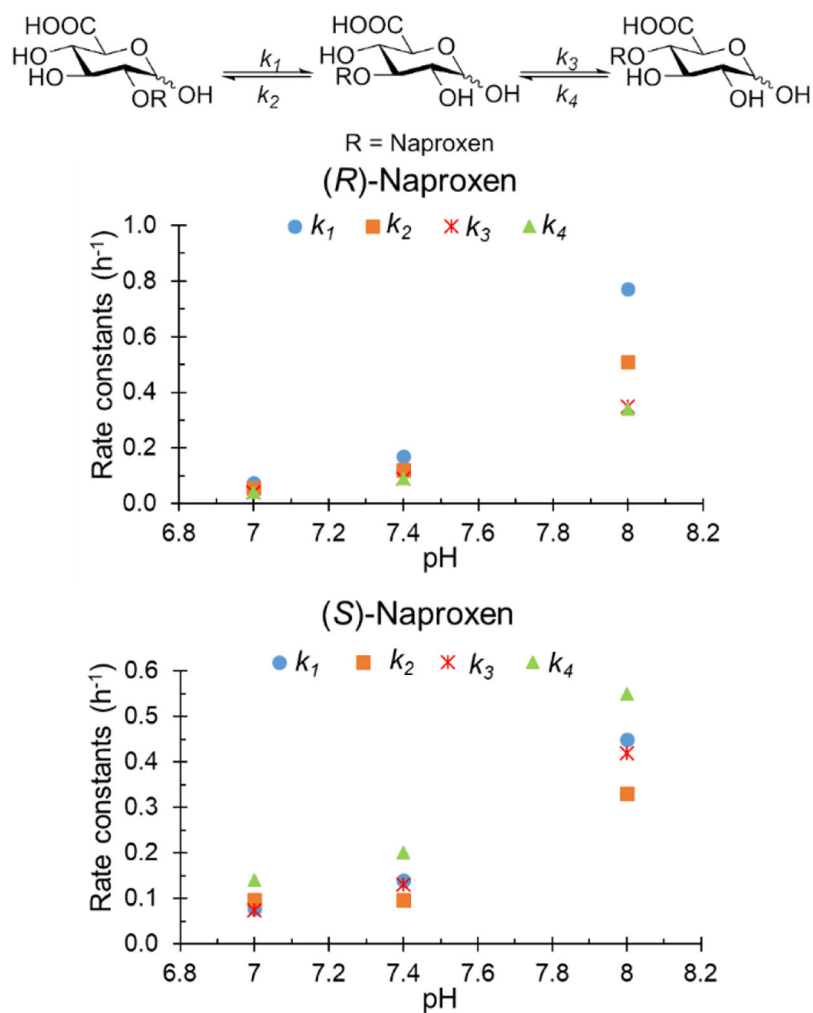 HOOC HOOC HOOC
HO O k₁ HO O k₃ RO O
HO OH k₂ RO OH k₄ HO OH
OR OH OH
R = Naproxen
(R)-Naproxen
k₁ k₂ k₃ k₄
Rate constants (h⁻¹)
1.0
0.8
0.6
0.4
0.2
0.0
6.8 7 7.2 7.4 7.6 7.8 8 8.2
pH
(S)-Naproxen
k₁ k₂ k₃ k₄
Rate constants (h⁻¹)
0.6
0.5
0.4
0.3
0.2
0.1
0.0
6.8 7 7.2 7.4 7.6 7.8 8 8.2
pH